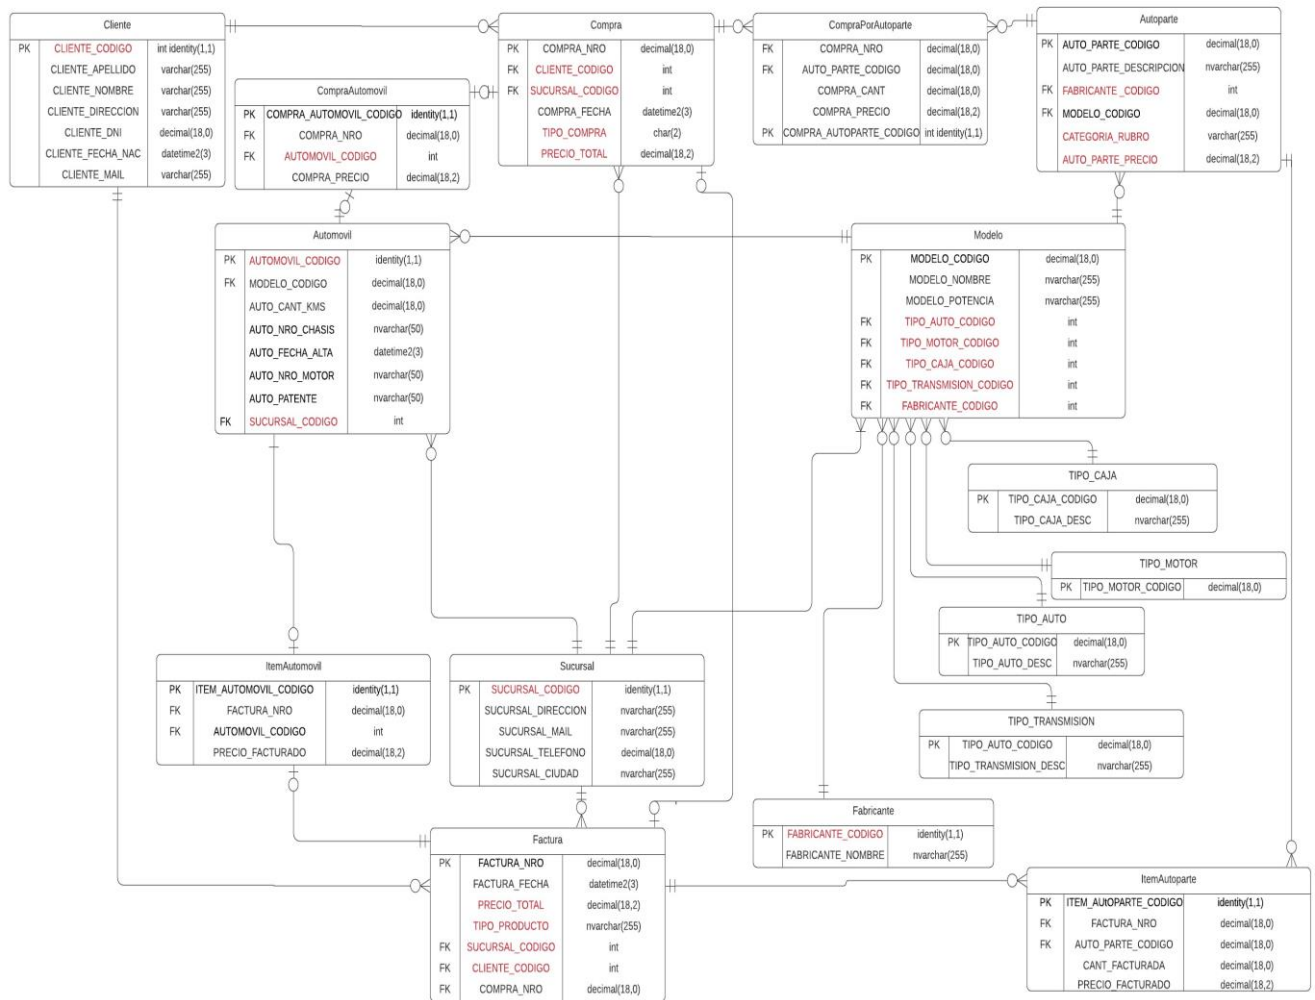 Cliente
PK CLIENTE_CODIGO int identity(1,1)
CLIENTE_APELLIDO varchar(255)
CLIENTE_NOMBRE varchar(255)
CLIENTE_DIRECCION varchar(255)
CLIENTE_DNI decimal(18,0)
CLIENTE_FECHA_NAC datetime2(3)
CLIENTE_MAIL varchar(255)
CompraAutomovil
PK COMPRA_AUTOMOVIL_CODIGO identity(1,1)
FK COMPRA_NRO decimal(18,0)
FK AUTOMOVIL_CODIGO int
COMPRA_PRECIO decimal(18,2)
Compra
PK COMPRA_NRO decimal(18,0)
FK CLIENTE_CODIGO int
FK SUCURSAL_CODIGO int
COMPRA_FECHA datetime2(3)
TIPO_COMPRA char(2)
PRECIO_TOTAL decimal(18,2)
CompraPorAutoparte
FK COMPRA_NRO decimal(18,0)
FK AUTO_PARTE_CODIGO decimal(18,0)
COMPRA_CANT decimal(18,0)
COMPRA_PRECIO decimal(18,2)
PK COMPRA_AUTOPARTE_CODIGO int identity(1,1)
Autoparte
PK AUTO_PARTE_CODIGO decimal(18,0)
AUTO_PARTE_DESCRIPCION nvarchar(255)
FK FABRICANTE_CODIGO int
FK MODELO_CODIGO decimal(18,0)
CATEGORIA_RUBRO varchar(255)
AUTO_PARTE_PRECIO decimal(18,2)
Automovil
PK AUTOMOVIL_CODIGO identity(1,1)
FK MODELO_CODIGO decimal(18,0)
AUTO_CANT_KMS decimal(18,0)
AUTO_NRO_CHASIS nvarchar(50)
AUTO_FECHA_ALTA datetime2(3)
AUTO_NRO_MOTOR nvarchar(50)
AUTO_PATENTE nvarchar(50)
FK SUCURSAL_CODIGO int
Modelo
PK MODELO_CODIGO decimal(18,0)
MODELO_NOMBRE nvarchar(255)
MODELO_POTENCIA nvarchar(255)
FK TIPO_AUTO_CODIGO int
FK TIPO_MOTOR_CODIGO int
FK TIPO_CAJA_CODIGO int
FK TIPO_TRANSMISION_CODIGO int
FK FABRICANTE_CODIGO int
TIPO_CAJA
PK TIPO_CAJA_CODIGO decimal(18,0)
TIPO_CAJA_DESC nvarchar(255)
TIPO_MOTOR
PK TIPO_MOTOR_CODIGO decimal(18,0)
TIPO_AUTO
PK TIPO_AUTO_CODIGO decimal(18,0)
TIPO_AUTO_DESC nvarchar(255)
TIPO_TRANSMISION
PK TIPO_AUTO_CODIGO decimal(18,0)
TIPO_TRANSMISION_DESC nvarchar(255)
ItemAutomovil
PK ITEM_AUTOMOVIL_CODIGO identity(1,1)
FK FACTURA_NRO decimal(18,0)
FK AUTOMOVIL_CODIGO int
PRECIO_FACTURADO decimal(18,2)
Sucursal
PK SUCURSAL_CODIGO identity(1,1)
SUCURSAL_DIRECCION nvarchar(255)
SUCURSAL_MAIL nvarchar(255)
SUCURSAL_TELEFONO decimal(18,0)
SUCURSAL_CIUDAD nvarchar(255)
Fabricante
PK FABRICANTE_CODIGO identity(1,1)
FABRICANTE_NOMBRE nvarchar(255)
Factura
PK FACTURA_NRO decimal(18,0)
FACTURA_FECHA datetime2(3)
PRECIO_TOTAL decimal(18,2)
TIPO_PRODUCTO nvarchar(255)
FK SUCURSAL_CODIGO int
FK CLIENTE_CODIGO int
FK COMPRA_NRO decimal(18,0)
ItemAutoparte
PK ITEM_AUtOPARTE_CODIGO identity(1,1)
FK FACTURA_NRO decimal(18,0)
FK AUTO_PARTE_CODIGO decimal(18,0)
CANT_FACTURADA decimal(18,0)
PRECIO_FACTURADO decimal(18,2)